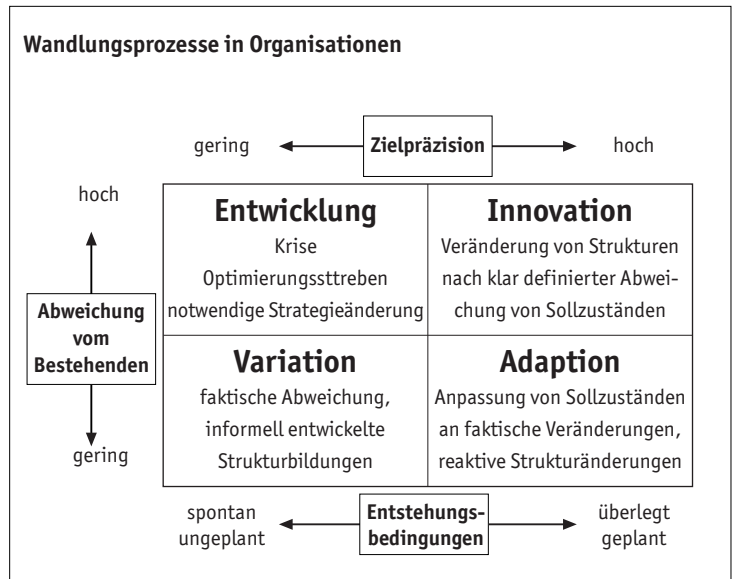 Wandlungsprozesse in Organisationen
gering
Zielpräzision
hoch
hoch
Abweichung
vom
Bestehenden
gering
Entwicklung
Krise
Optimierungssttreben
notwendige Strategieänderung
Innovation
Veränderung von Strukturen
nach klar definierter Abwei-
chung von Sollzuständen
Variation
faktische Abweichung,
informell entwickelte
Strukturbildungen
Adaption
Anpassung von Sollzuständen
an faktische Veränderungen,
reaktive Strukturänderungen
spontan
ungeplant
Entstehungs-
bedingungen
überlegt
geplant